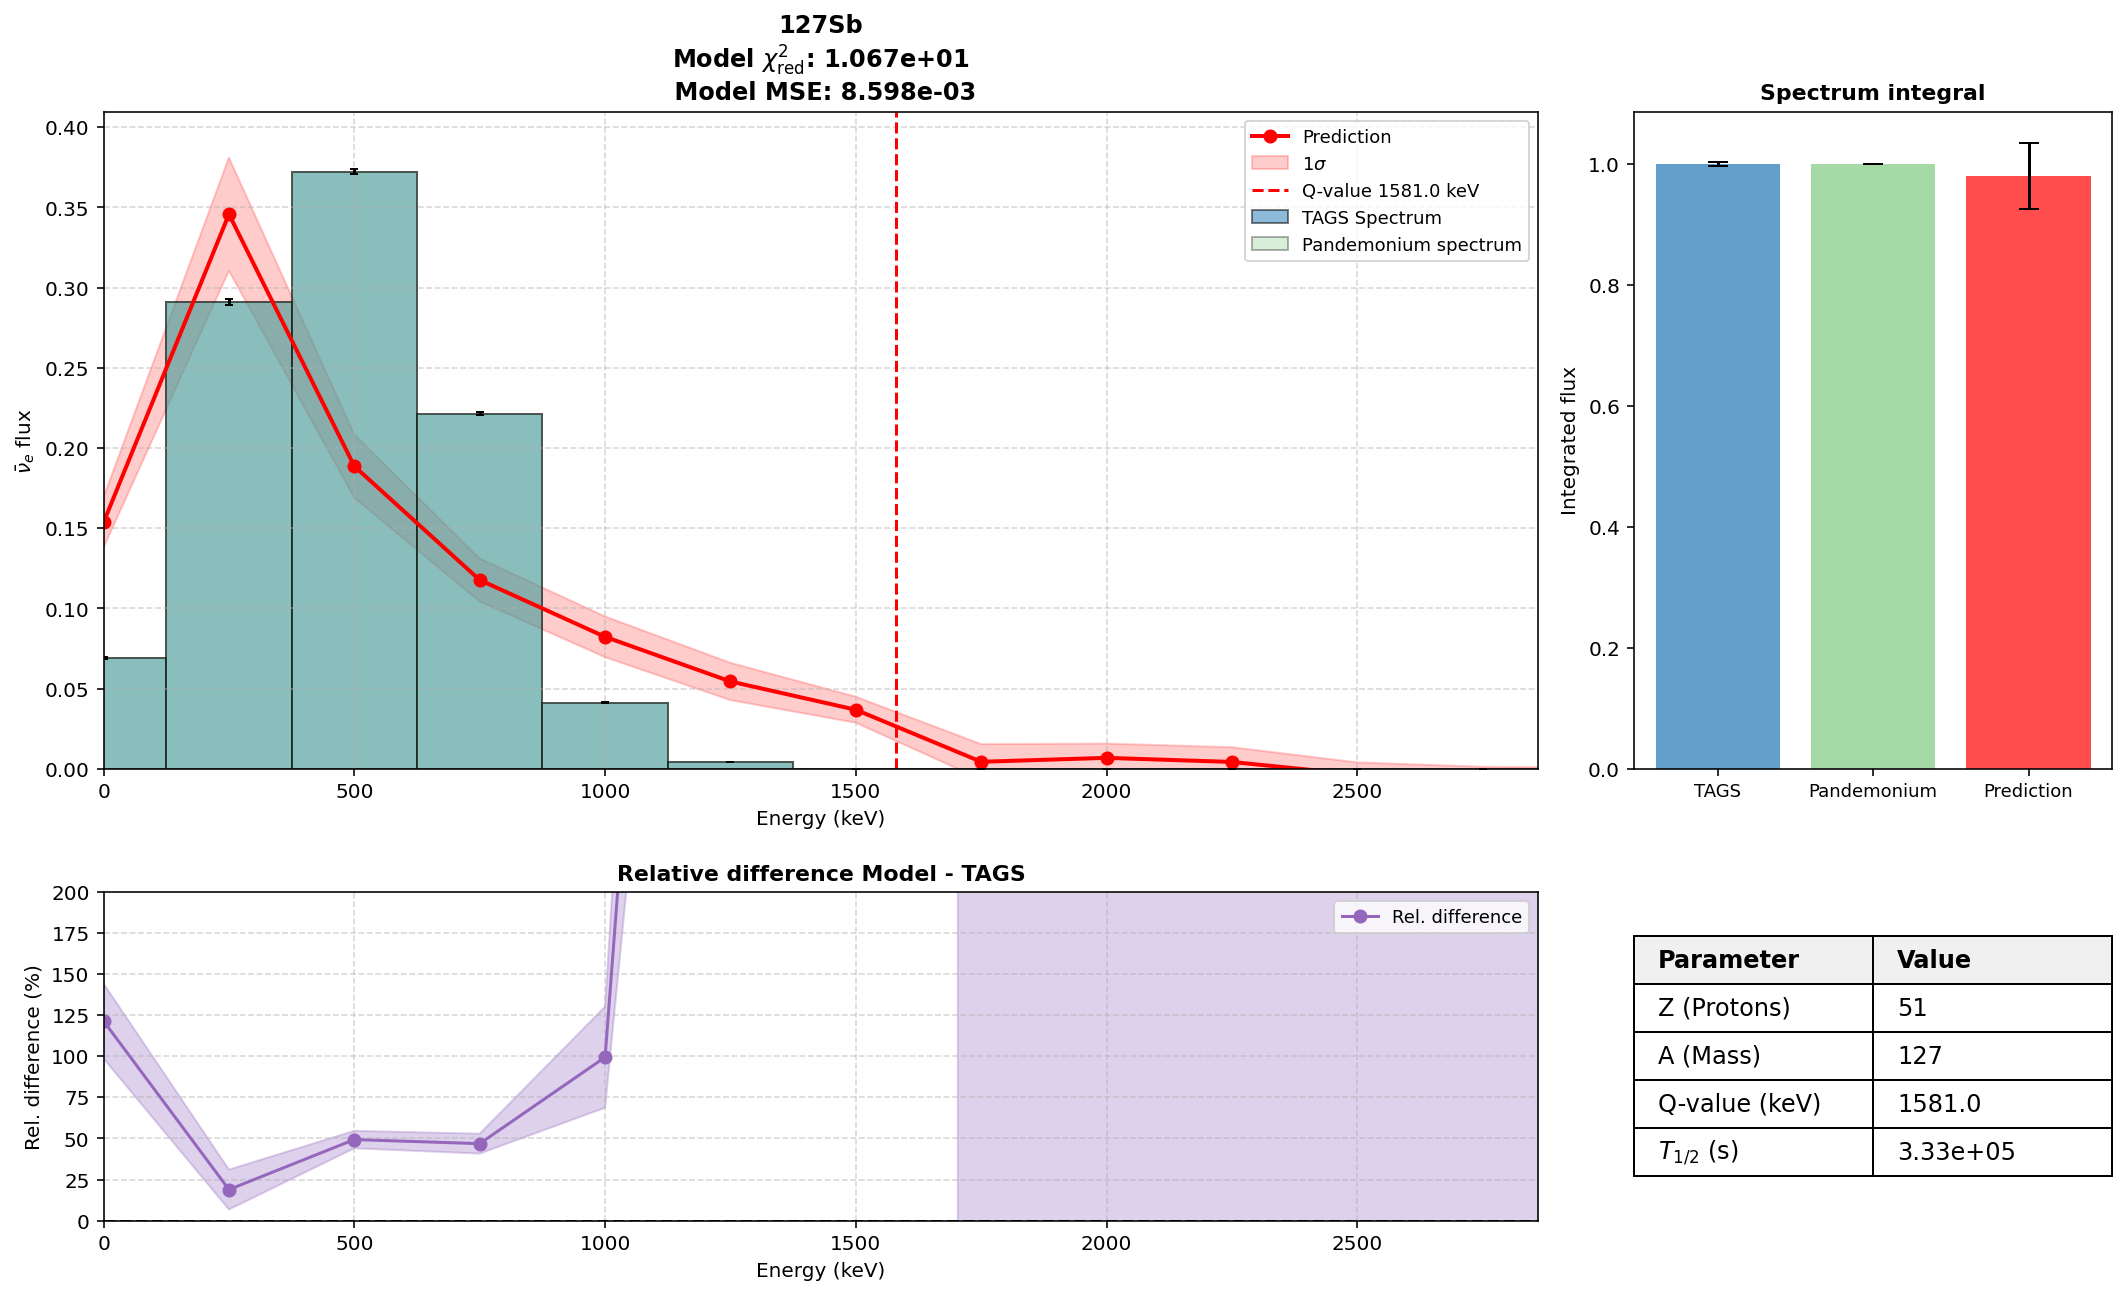 127Sb
Model χ²red: 1.067e+01
Model MSE: 8.598e-03
0.40
0.35
0.30
0.25
0.20
0.15
0.10
0.05
0.00
ν̄e flux
0 500 1000 1500 2000 2500
Energy (keV)
Prediction
1σ
Q-value 1581.0 keV
TAGS Spectrum
Pandemonium spectrum
Spectrum integral
1.0
0.8
0.6
0.4
0.2
0.0
Integrated flux
TAGS Pandemonium Prediction
Relative difference Model - TAGS
200
175
150
125
100
75
50
25
0
Rel. difference (%)
0 500 1000 1500 2000 2500
Energy (keV)
Rel. difference
Parameter Value
Z (Protons) 51
A (Mass) 127
Q-value (keV) 1581.0
T1/2 (s) 3.33e+05